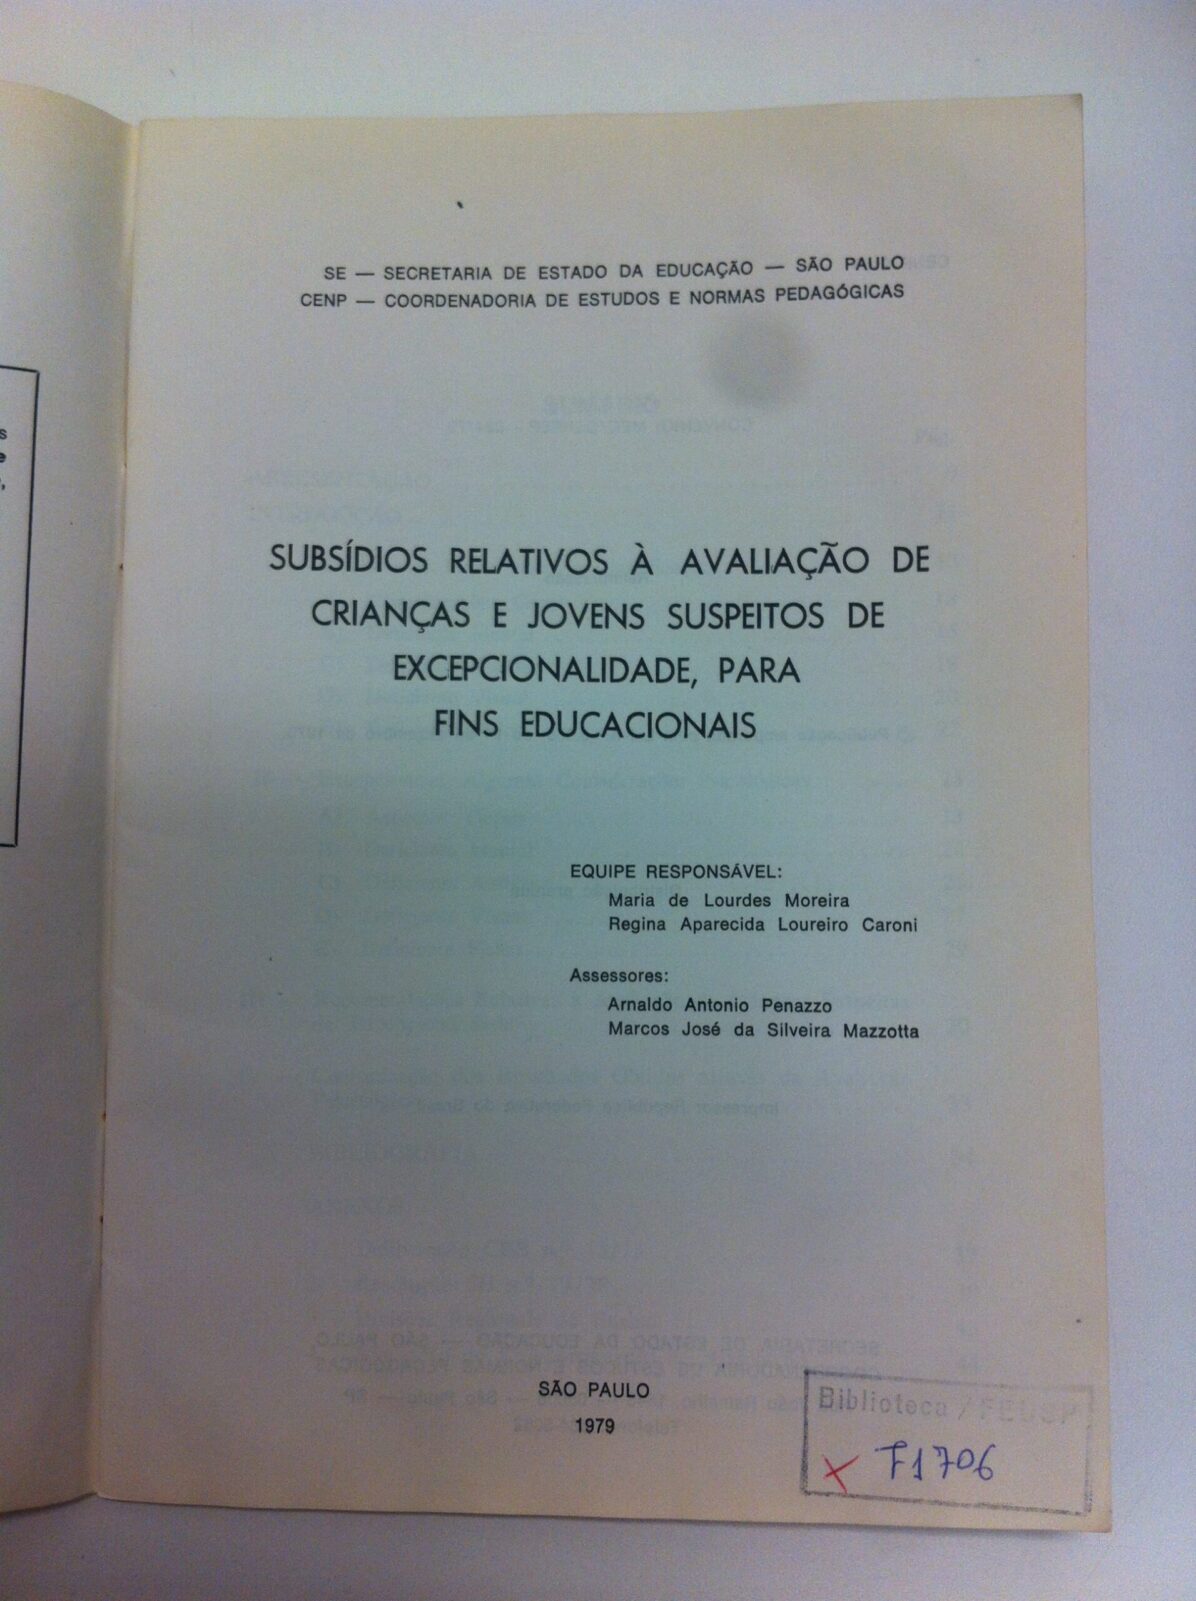 SE — SECRETARIA DE ESTADO DA EDUCAÇÃO — SÃO PAULO
CENP — COORDENADORIA DE ESTUDOS E NORMAS PEDAGÓGICAS
SUBSÍDIOS RELATIVOS À AVALIAÇÃO DE
CRIANÇAS E JOVENS SUSPEITOS DE
EXCEPCIONALIDADE, PARA
FINS EDUCACIONAIS
EQUIPE RESPONSÁVEL:
Maria de Lourdes Moreira
Regina Aparecida Loureiro Caroni
Assessores:
Arnaldo Antonio Penazzo
Marcos José da Silveira Mazzotta
SÃO PAULO
1979
Biblioteca / FEUSP
F1706